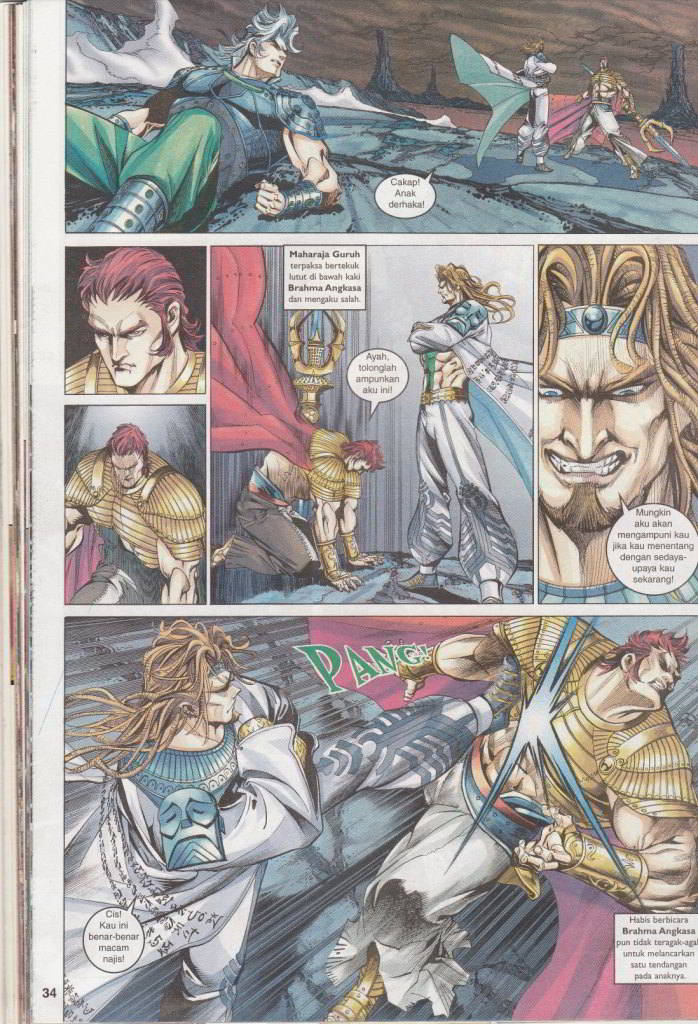 Cakap!
Anak
derhaka!
Maharaja Guruh
terpaksa bertekuk
lutut di bawah kaki
Brahma Angkasa
dan mengaku salah.
Ayah,
tolonglah
ampunkan
aku ini!
Mungkin
aku akan
mengampuni kau
jika kau menentang
dengan sedaya-
upaya kau
sekarang!
PANG!
Cis!
Kau ini
benar-benar
macam
najis!
Habis berbicara
Brahma Angkasa
pun tidak teragak-agak
untuk melancarkan
satu tendangan
pada anaknya.
34